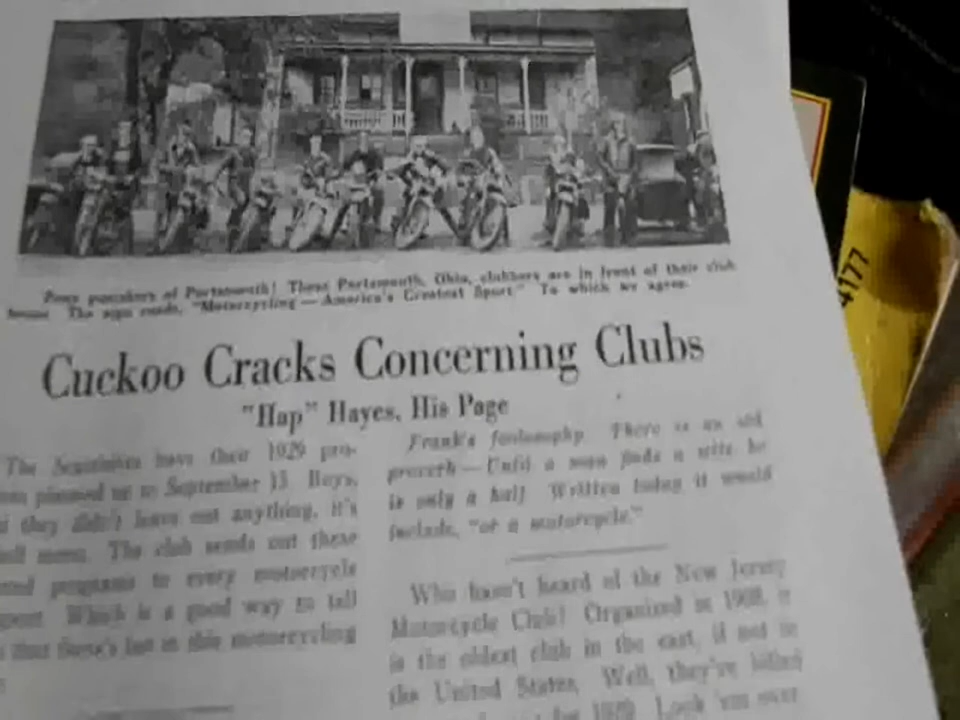 pounders of Portsmouth! These Portsmouth, Ohio, clubbers are in front of their club
house. The sign reads, "Motorcycling — America's Greatest Sport." To which we agree.
Cuckoo Cracks Concerning Clubs
"Hap" Hayes, His Page
The have their 1929 pro-
planned up to September 15. Boys,
they didn't leave out anything, it's
The club sends out these
programs to every motorcycle
Which is a good way to tell
that there's fun in this motorcycling
Frank's foolosophy. There is an old
proverb — Until a man finds a wife he
is only a half. Written today it would
include, "or a motorcycle."
Who hasn't heard of the New Jersey
Motorcycle Club? Organized in 1908, it
is the oldest club in the east, if not in
the United States. Well, they've
for 1929. Look 'em over
4177